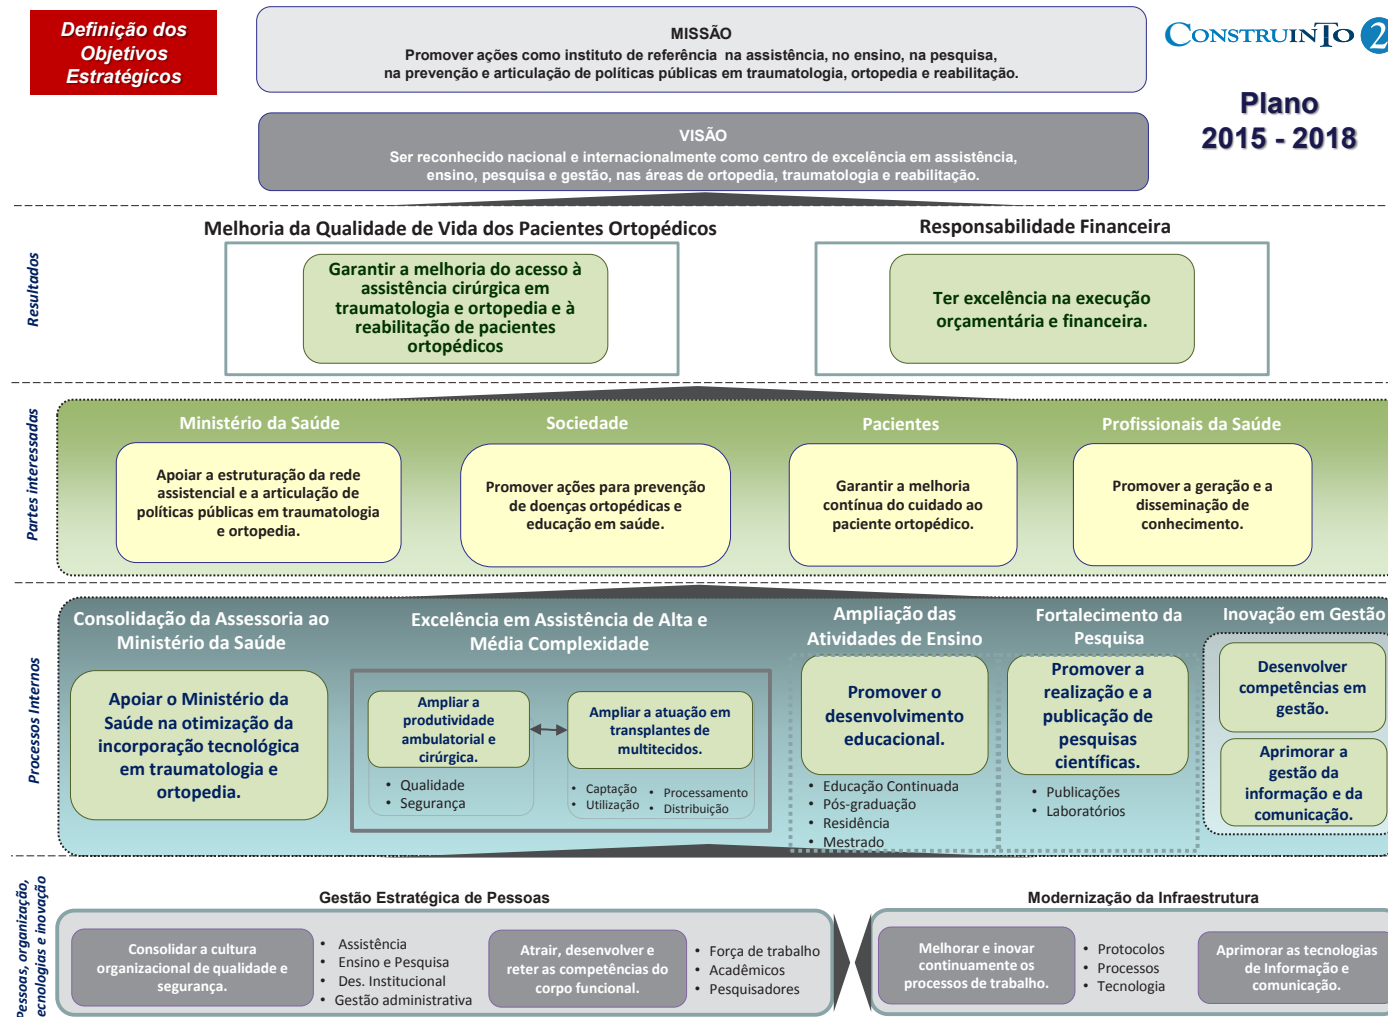 Definição dos
Objetivos
Estratégicos
MISSÃO
Promover ações como instituto de referência na assistência, no ensino, na pesquisa,
na prevenção e articulação de políticas públicas em traumatologia, ortopedia e reabilitação.
CONSTRUINTO 2
Plano
2015 - 2018
VISÃO
Ser reconhecido nacional e internacionalmente como centro de excelência em assistência,
ensino, pesquisa e gestão, nas áreas de ortopedia, traumatologia e reabilitação.
Resultados
Melhoria da Qualidade de Vida dos Pacientes Ortopédicos
Garantir a melhoria do acesso à
assistência cirúrgica em
traumatologia e ortopedia e à
reabilitação de pacientes
ortopédicos
Responsabilidade Financeira
Ter excelência na execução
orçamentária e financeira.
Partes interessadas
Ministério da Saúde
Apoiar a estruturação da rede
assistencial e a articulação de
políticas públicas em traumatologia
e ortopedia.
Sociedade
Promover ações para prevenção
de doenças ortopédicas e
educação em saúde.
Pacientes
Garantir a melhoria
contínua do cuidado ao
paciente ortopédico.
Profissionais da Saúde
Promover a geração e a
disseminação de
conhecimento.
Processos Internos
Consolidação da Assessoria ao
Ministério da Saúde
Apoiar o Ministério da
Saúde na otimização da
incorporação tecnológica
em traumatologia e
ortopedia.
Excelência em Assistência de Alta e
Média Complexidade
Ampliar a
produtividade
ambulatorial e
cirúrgica.
• Qualidade
• Segurança
Ampliar a atuação em
transplantes de
multitecidos.
• Captação
• Utilização
• Processamento
• Distribuição
Ampliação das
Atividades de Ensino
Promover o
desenvolvimento
educacional.
• Educação Continuada
• Pós-graduação
• Residência
• Mestrado
Fortalecimento da
Pesquisa
Promover a
realização e a
publicação de
pesquisas
científicas.
• Publicações
• Laboratórios
Inovação em Gestão
Desenvolver
competências em
gestão.
Aprimorar a
gestão da
informação e da
comunicação.
Pessoas, organização,
ecnologias e inovação
Gestão Estratégica de Pessoas
Consolidar a cultura
organizacional de qualidade e
segurança.
• Assistência
• Ensino e Pesquisa
• Des. Institucional
• Gestão administrativa
Atrair, desenvolver e
reter as competências do
corpo funcional.
• Força de trabalho
• Acadêmicos
• Pesquisadores
Modernização da Infraestrutura
Melhorar e inovar
continuamente os
processos de trabalho.
• Protocolos
• Processos
• Tecnologia
Aprimorar as tecnologias
de Informação e
comunicação.